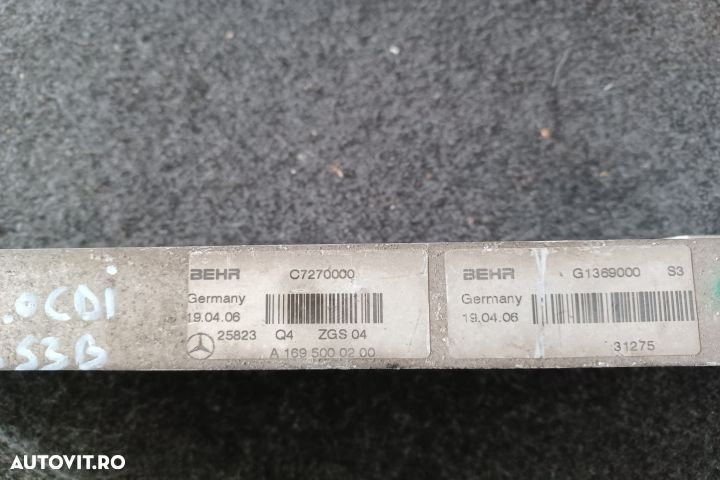 .0CDi
S3B
BEHR C7270000
Germany
19.04.06
25823 Q4 ZGS 04
A 169 500 02 00
BEHR G1369000 S3
Germany
19.04.06
31275
AUTOVIT.RO